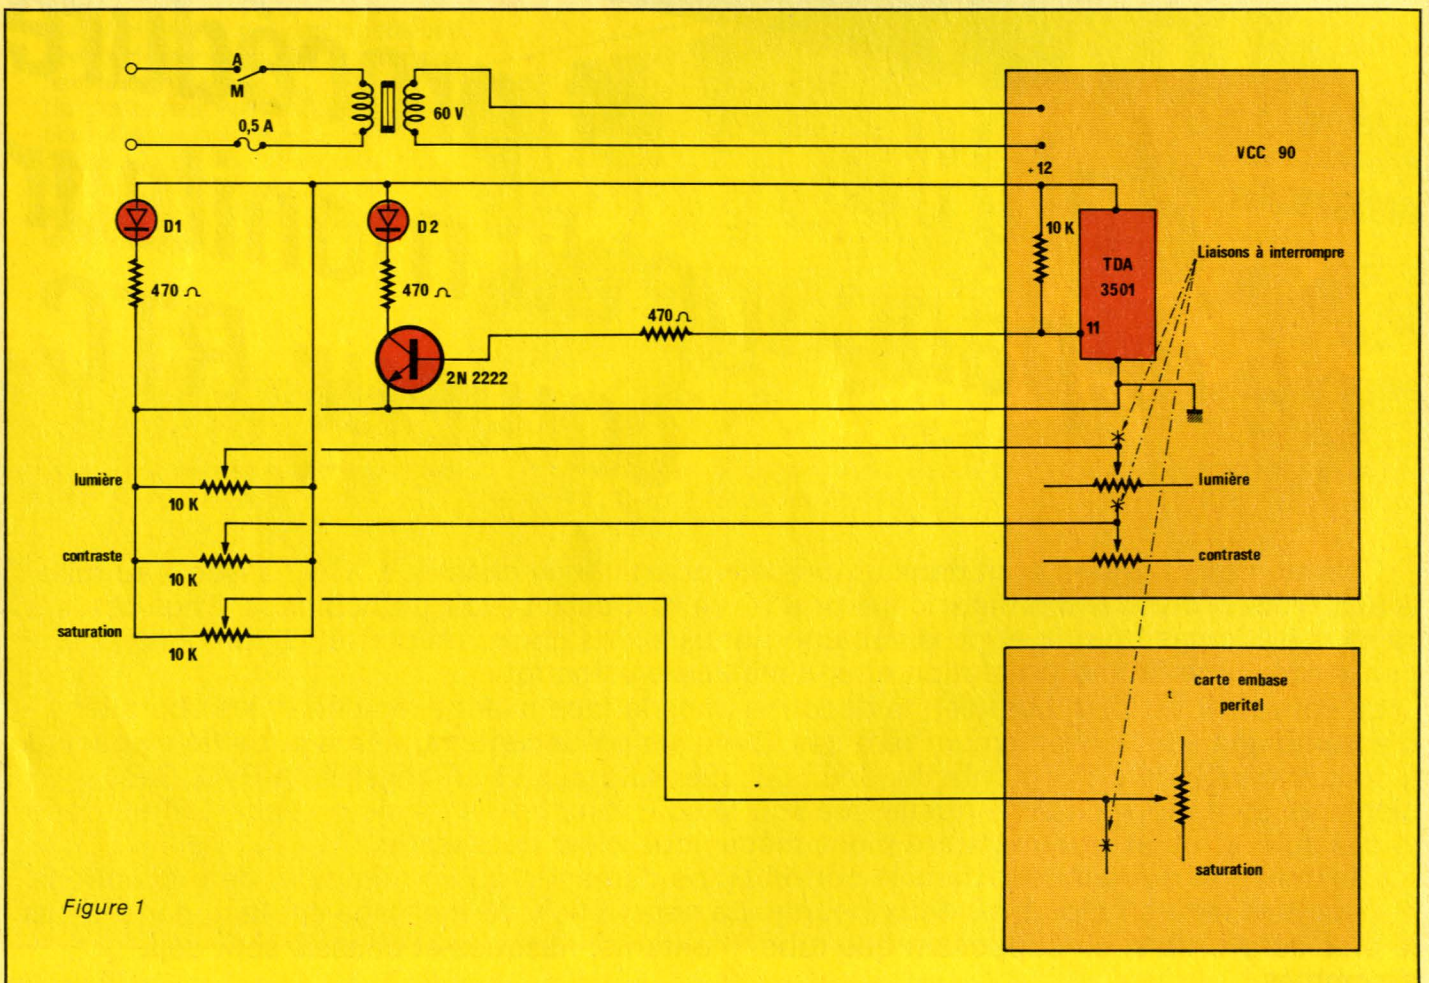 A
M
0,5 A
60 V
VCC 90
+ 12
D1
D2
10 K
TDA
3501
Liaisons à interrompre
470 Ω
470 Ω
470 Ω
11
2N 2222
lumière
10 K
lumière
contraste
10 K
contraste
saturation
10 K
carte embase
t
peritel
saturation
Figure 1